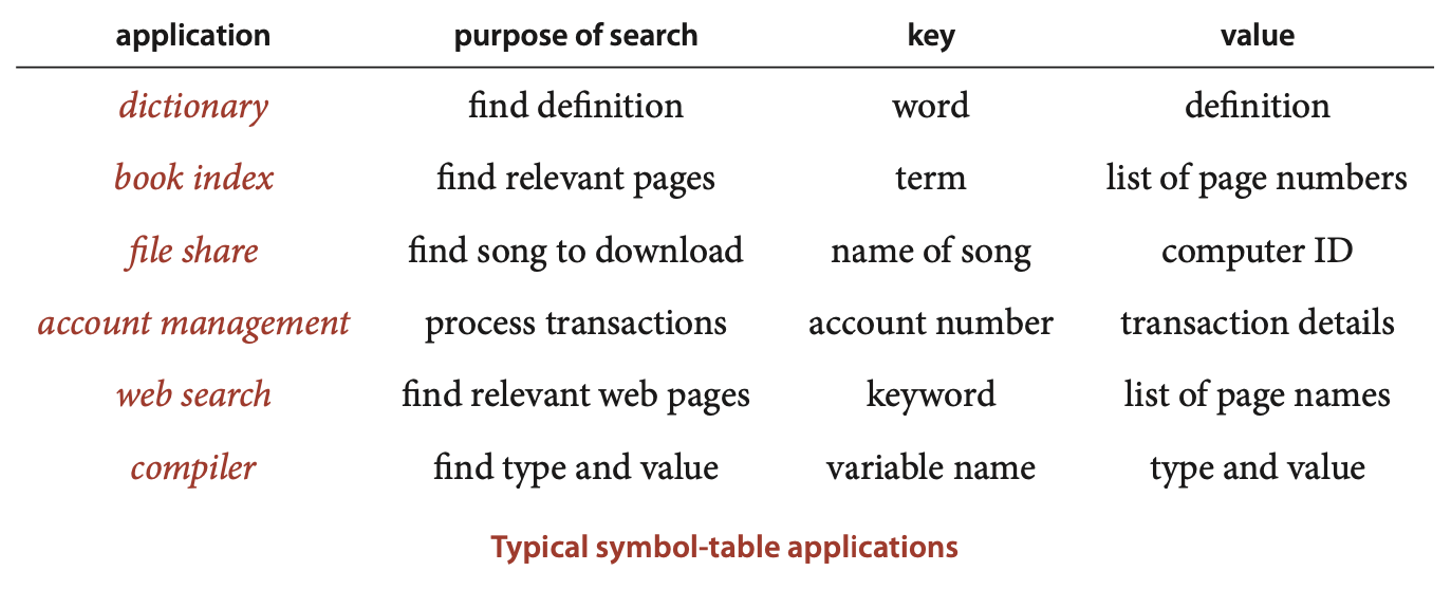 application purpose of search key value
dictionary find definition word definition
book index find relevant pages term list of page numbers
file share find song to download name of song computer ID
account management process transactions account number transaction details
web search find relevant web pages keyword list of page names
compiler find type and value variable name type and value
Typical symbol-table applications